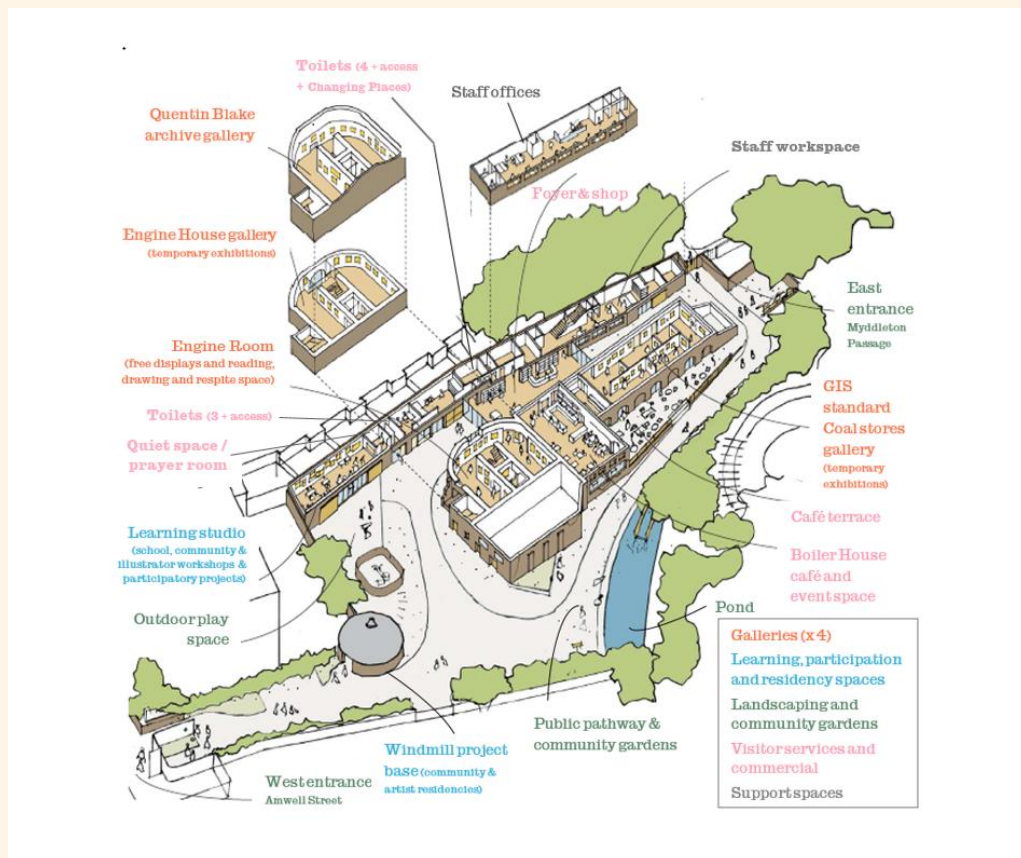 Toilets (4 + access
+ Changing Places)
Staff offices
Quentin Blake
archive gallery
Staff workspace
Foyer & shop
Engine House gallery
(temporary exhibitions)
East
entrance
Myddleton
Passage
Engine Room
(free displays and reading,
drawing and respite space)
GIS
standard
Coal stores
gallery
(temporary
exhibitions)
Toilets (3 + access)
Quiet space /
prayer room
Café terrace
Learning studio
(school, community &
illustrator workshops &
participatory projects)
Boiler House
café and
event space
Outdoor play
space
Pond
Public pathway &
community gardens
Windmill project
base (community &
artist residencies)
West entrance
Amwell Street
Galleries (x 4)
Learning, participation
and residency spaces
Landscaping and
community gardens
Visitor services and
commercial
Support spaces